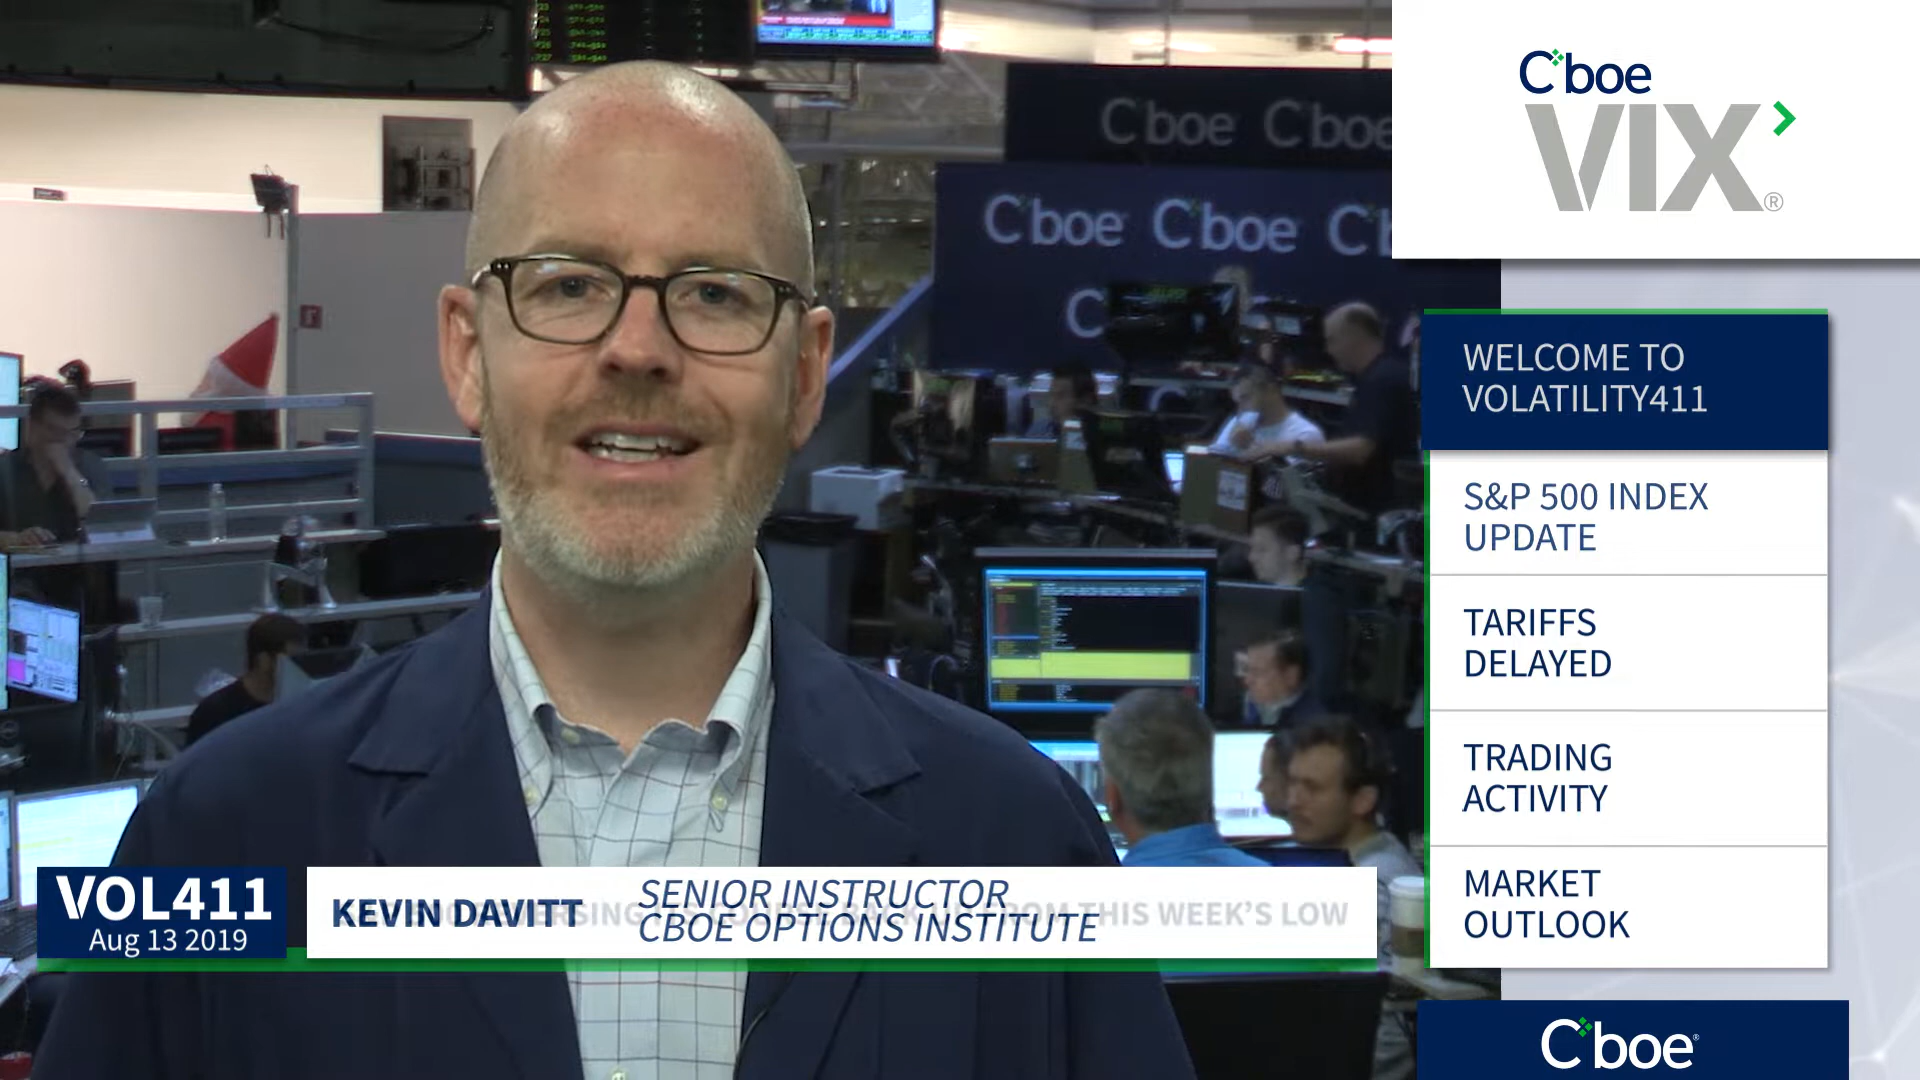 Cboe Cboe
Cboe Cboe
Cboe
VIX®
WELCOME TO
VOLATILITY411
S&P 500 INDEX
UPDATE
TARIFFS
DELAYED
TRADING
ACTIVITY
MARKET
OUTLOOK
VOL411
Aug 13 2019
KEVIN DAVITT
SENIOR INSTRUCTOR
CBOE OPTIONS INSTITUTE
THIS WEEK'S LOW
Cboe®